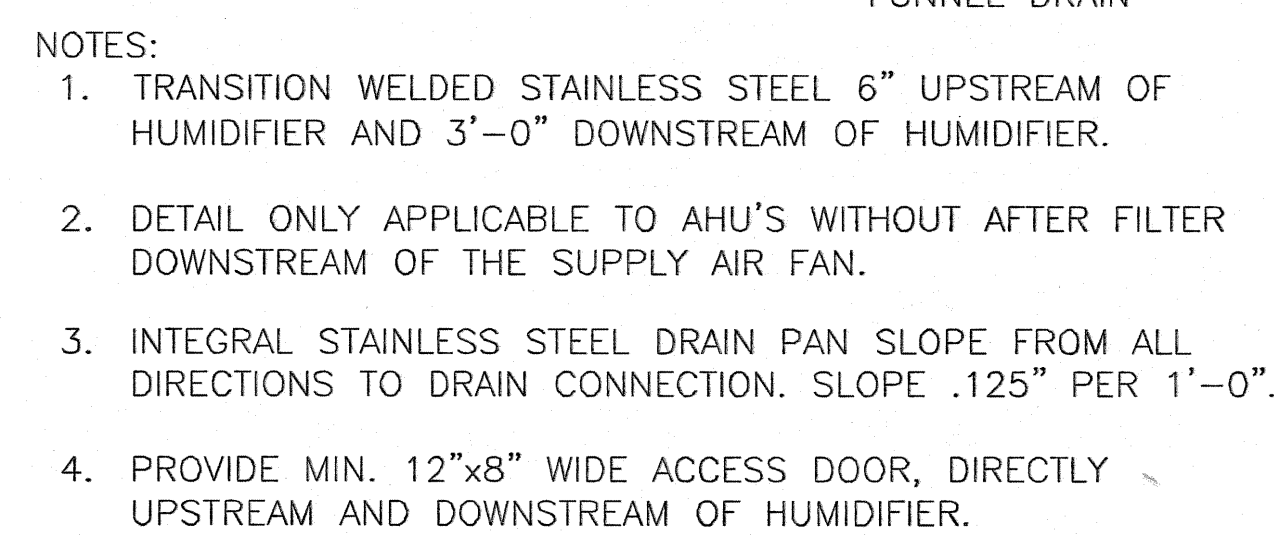 FUNNEL DRAIN
NOTES:
1. TRANSITION WELDED STAINLESS STEEL 6" UPSTREAM OF
HUMIDIFIER AND 3'-0" DOWNSTREAM OF HUMIDIFIER.
2. DETAIL ONLY APPLICABLE TO AHU'S WITHOUT AFTER FILTER
DOWNSTREAM OF THE SUPPLY AIR FAN.
3. INTEGRAL STAINLESS STEEL DRAIN PAN SLOPE FROM ALL
DIRECTIONS TO DRAIN CONNECTION. SLOPE .125" PER 1'-0".
4. PROVIDE MIN. 12"x8" WIDE ACCESS DOOR, DIRECTLY
UPSTREAM AND DOWNSTREAM OF HUMIDIFIER.